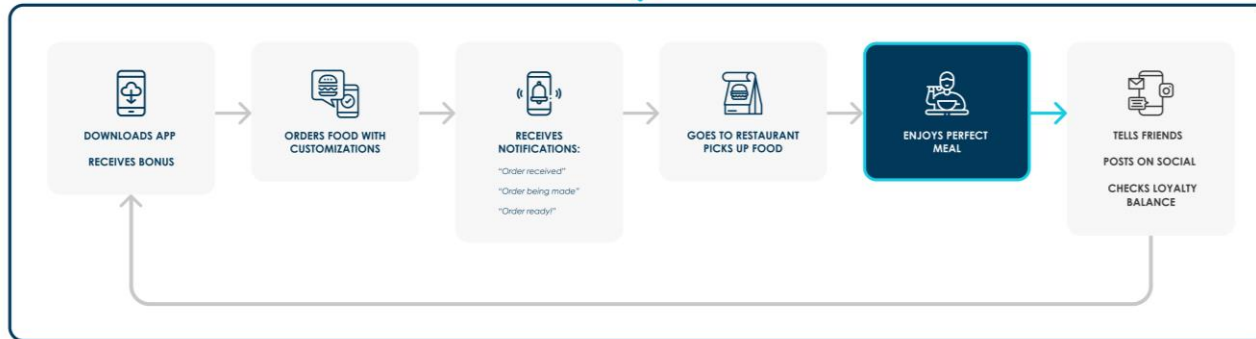 DOWNLOADS APP
RECEIVES BONUS
ORDERS FOOD WITH
CUSTOMIZATIONS
RECEIVES
NOTIFICATIONS:
"Order received"
"Order being made"
"Order ready!"
GOES TO RESTAURANT
PICKS UP FOOD
ENJOYS PERFECT
MEAL
TELLS FRIENDS
POSTS ON SOCIAL
CHECKS LOYALTY
BALANCE